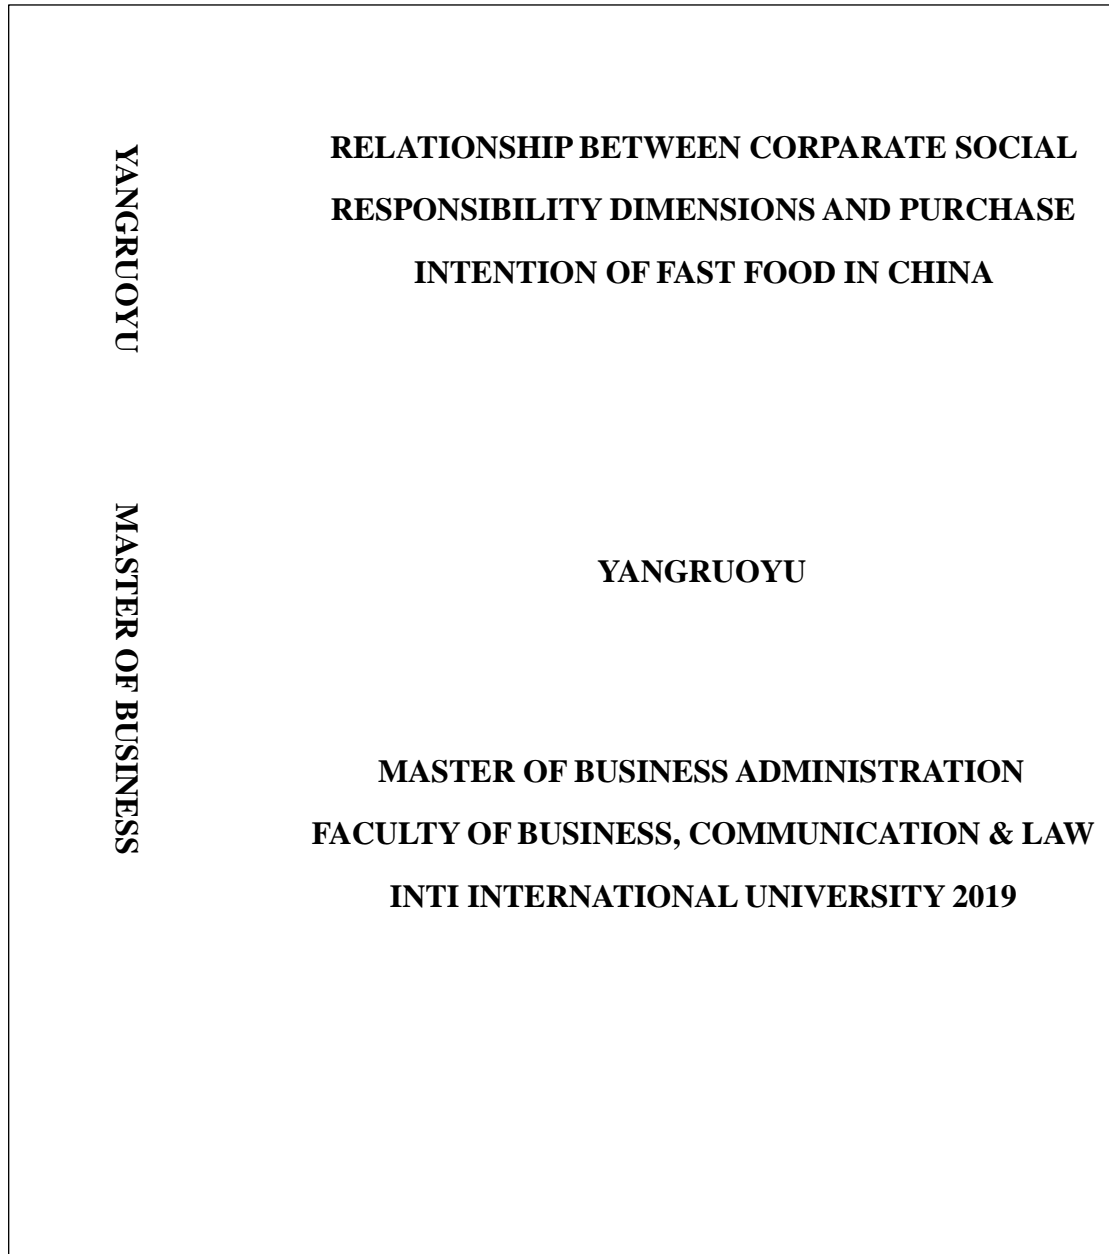 YANGRUOYU
MASTER OF BUSINESS
RELATIONSHIP BETWEEN CORPARATE SOCIAL
RESPONSIBILITY DIMENSIONS AND PURCHASE
INTENTION OF FAST FOOD IN CHINA
YANGRUOYU
MASTER OF BUSINESS ADMINISTRATION
FACULTY OF BUSINESS, COMMUNICATION & LAW
INTI INTERNATIONAL UNIVERSITY 2019